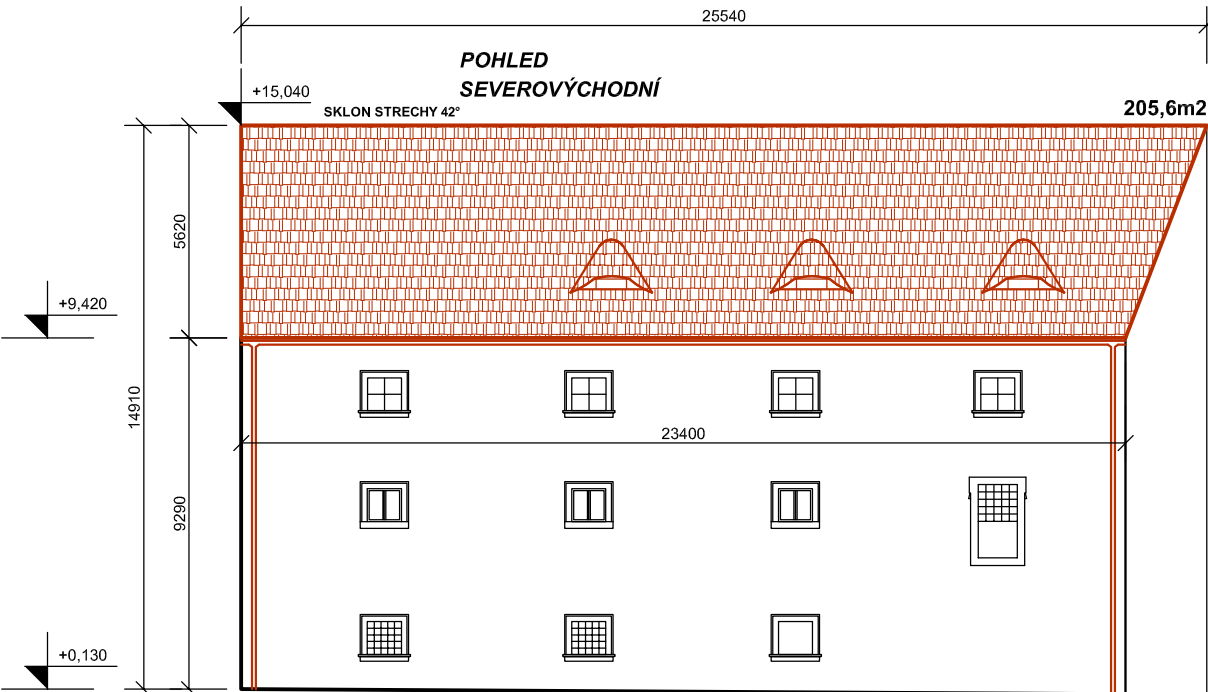 25540
POHLED
SEVEROVÝCHODNÍ
+15,040
SKLON STRECHY 42°
205,6m2
5620
+9,420
14910
23400
9290
+0,130